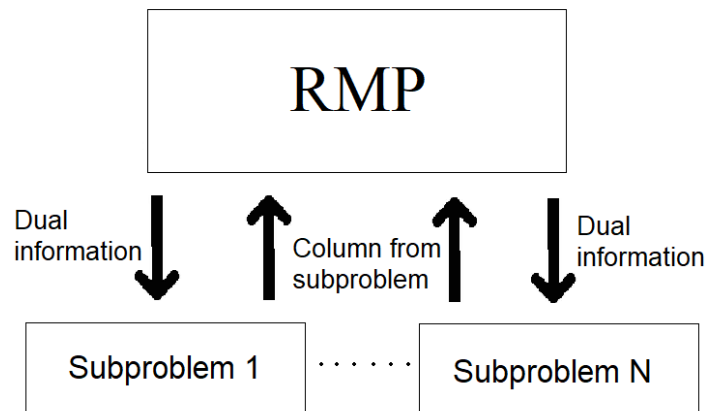 RMP
Dual
information
Column from
subproblem
Dual
information
Subproblem 1
. . . . . .
Subproblem N